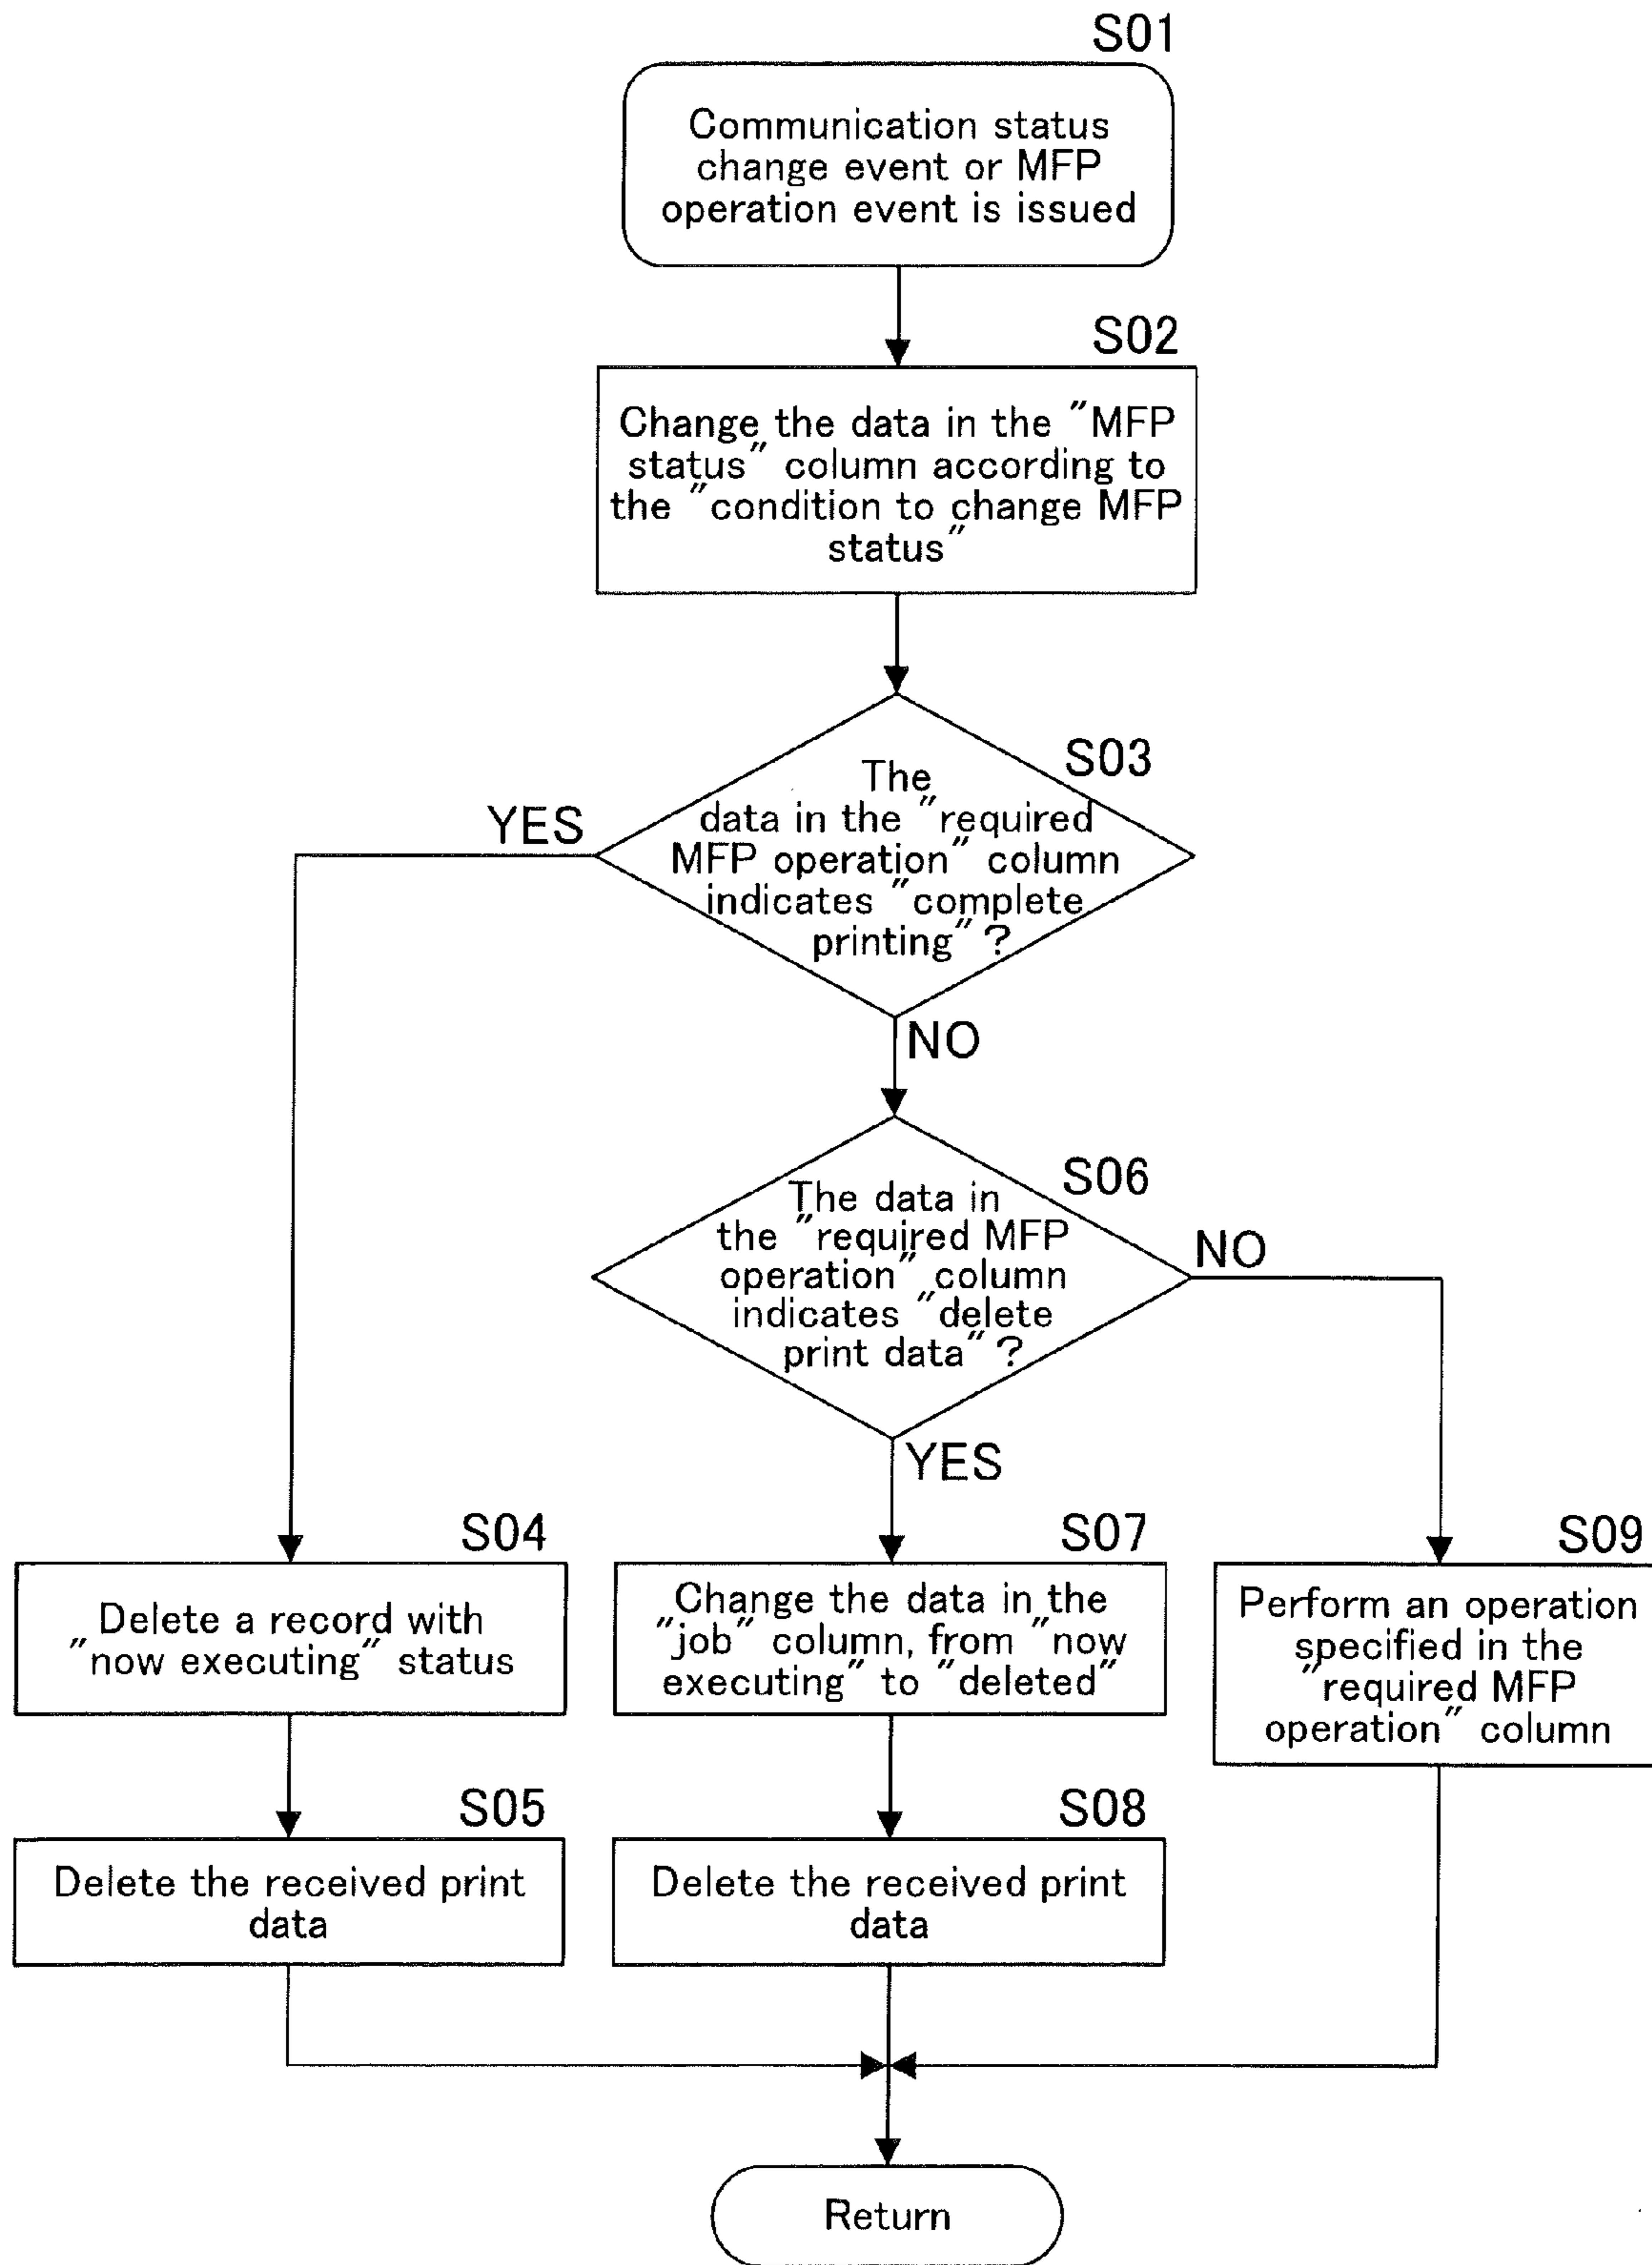 S01
Communication status
change event or MFP
operation event is issued
S02
Change the data in the "MFP
status" column according to
the "condition to change MFP
status"
S03
The
data in the "required
MFP operation" column
indicates "complete
printing"?
YES
NO
S06
The data in
the "required MFP
operation" column
indicates "delete
print data"?
NO
YES
S04
Delete a record with
"now executing" status
S07
Change the data in the
"job" column, from "now
executing" to "deleted"
S09
Perform an operation
specified in the
"required MFP
operation" column
S05
Delete the received print
data
S08
Delete the received print
data
Return